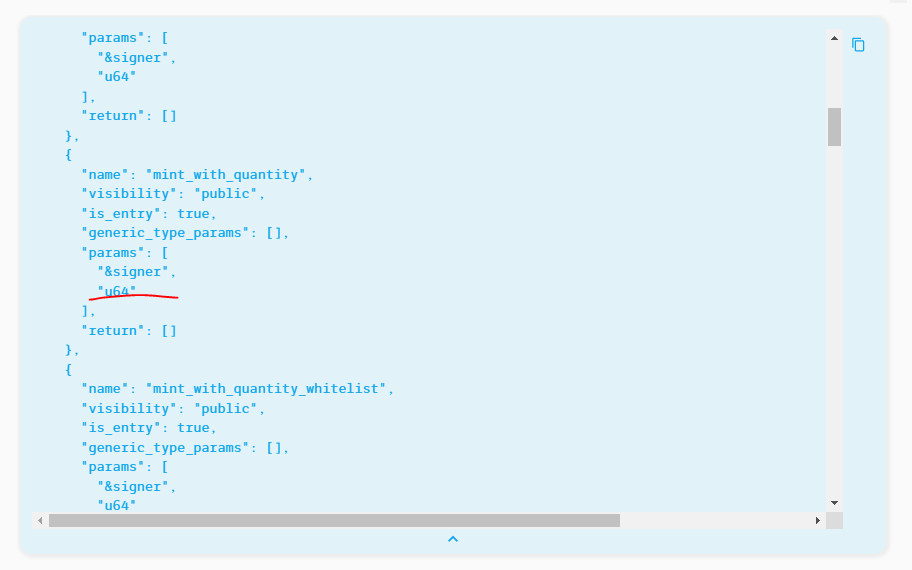 "params": [
"&signer",
"u64"
],
"return": []
},
{
"name": "mint_with_quantity",
"visibility": "public",
"is_entry": true,
"generic_type_params": [],
"params": [
"&signer",
"u64"
],
"return": []
},
{
"name": "mint_with_quantity_whitelist",
"visibility": "public",
"is_entry": true,
"generic_type_params": [],
"params": [
"&signer",
"u64"